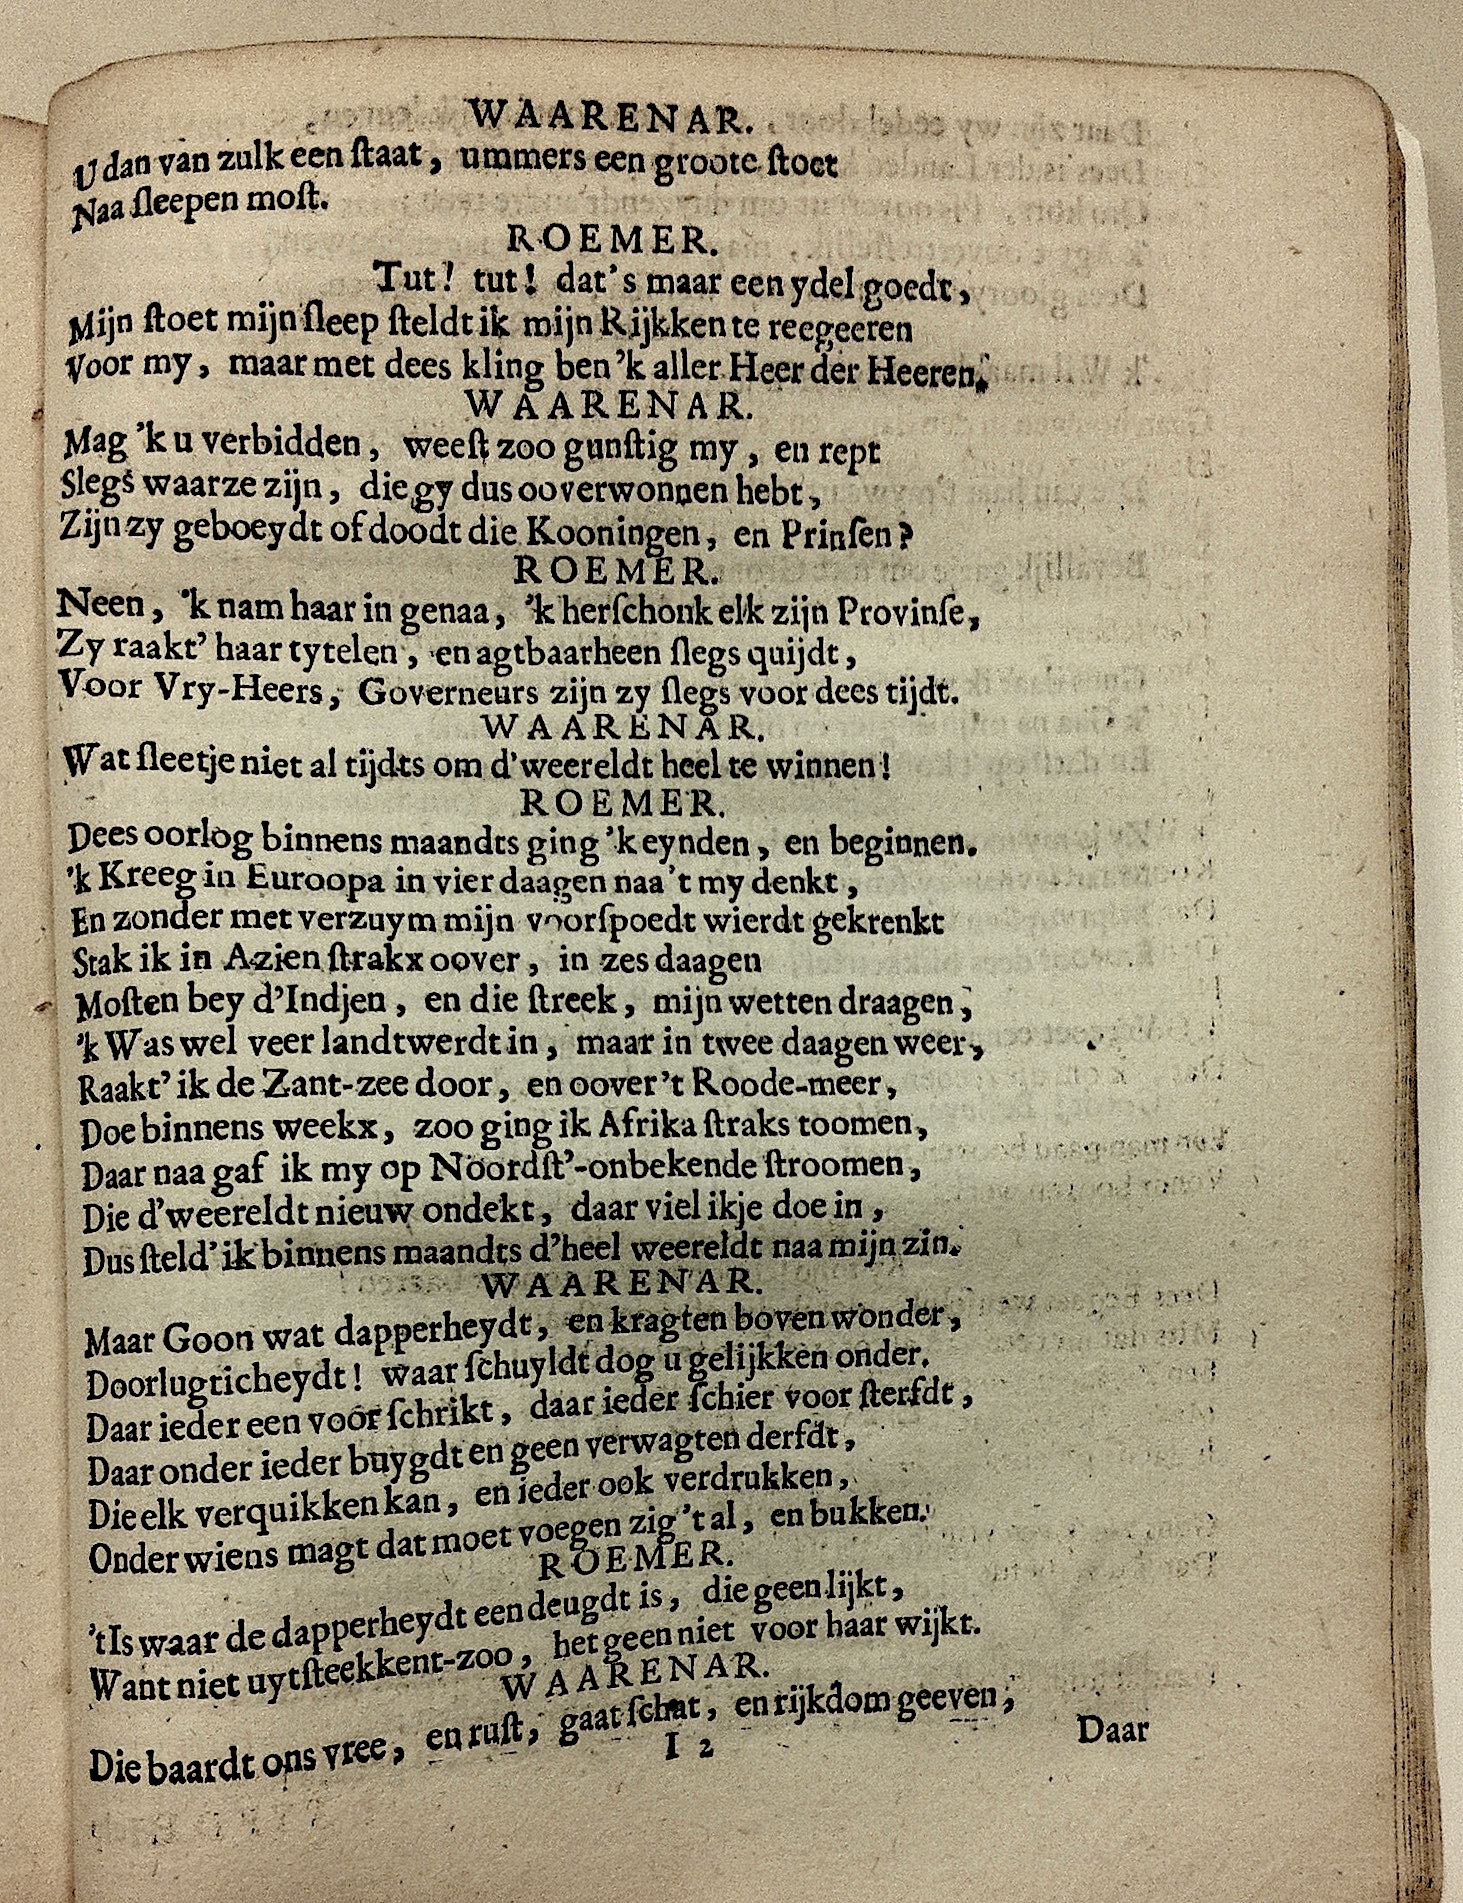 WAARENAR.
U dan van zulk een ſtaat, ummers een groote ſtoet
Naa ſleepen moſt.
ROEMER.
Tut! tut! dat's maar een ydel goedt,
Mijn ſtoet mijn ſleep ſteldt ik mijn Rijkken te reegeeren
Voor my, maar met dees kling ben 'k aller Heer der Heeren.
WAARENAR.
Mag 'k u verbidden, weeſt zoo gunſtig my, en rept
Slegs waarze zijn, die gy dus ooverwonnen hebt,
Zijn zy geboeydt of doodt die Kooningen, en Prinſen?
ROEMER.
Neen, 'k nam haar in genaa, 'k herſchonk elk zijn Provinſe,
Zy raakt' haar tytelen, en agtbaarheen ſlegs quijdt,
Voor Vry-Heers, Governeurs zijn zy ſlegs voor dees tijdt.
WAARENAR.
Wat ſleetje niet al tijdts om d'weereldt heel te winnen!
ROEMER.
Dees oorlog binnens maandts ging 'k eynden, en beginnen.
'k Kreeg in Euroopa in vier daagen naa 't my denkt,
En zonder met verzuym mijn voorſpoedt wierdt gekrenkt
Stak ik in Azien ſtrakx oover, in zes daagen
Moſten bey d'Indjen, en die ſtreek, mijn wetten draagen,
'k Was wel veer landtwerdt in, maar in twee daagen weer,
Raakt' ik de Zant-zee door, en oover 't Roode-meer,
Doe binnens weekx, zoo ging ik Afrika ſtraks toomen,
Daar naa gaf ik my op Noordſt'-onbekende ſtroomen,
Die d'weereldt nieuw ondekt, daar viel ikje doe in,
Dus ſteld' ik binnens maandts d'heel weereldt naa mijn zin.
WAARENAR.
Maar Goon wat dapperheydt, en kragten boven wonder,
Doorlugticheydt! waar ſchuyldt dog u gelijkken onder.
Daar ieder een voor ſchrikt, daar ieder ſchier voor ſterfdt,
Daar onder ieder buygdt en geen verwagten derfdt,
Die elk verquikken kan, en ieder ook verdrukken,
Onder wiens magt dat moet voegen zig 't al, en bukken.
ROEMER.
't Is waar de dapperheydt een deugdt is, die geen lijkt,
Want niet uytſteekkent-zoo, het geen niet voor haar wijkt.
WAARENAR.
Die baardt ons vree, en ruſt, gaat ſchat, en rijkdom geeven,
I 2
Daar